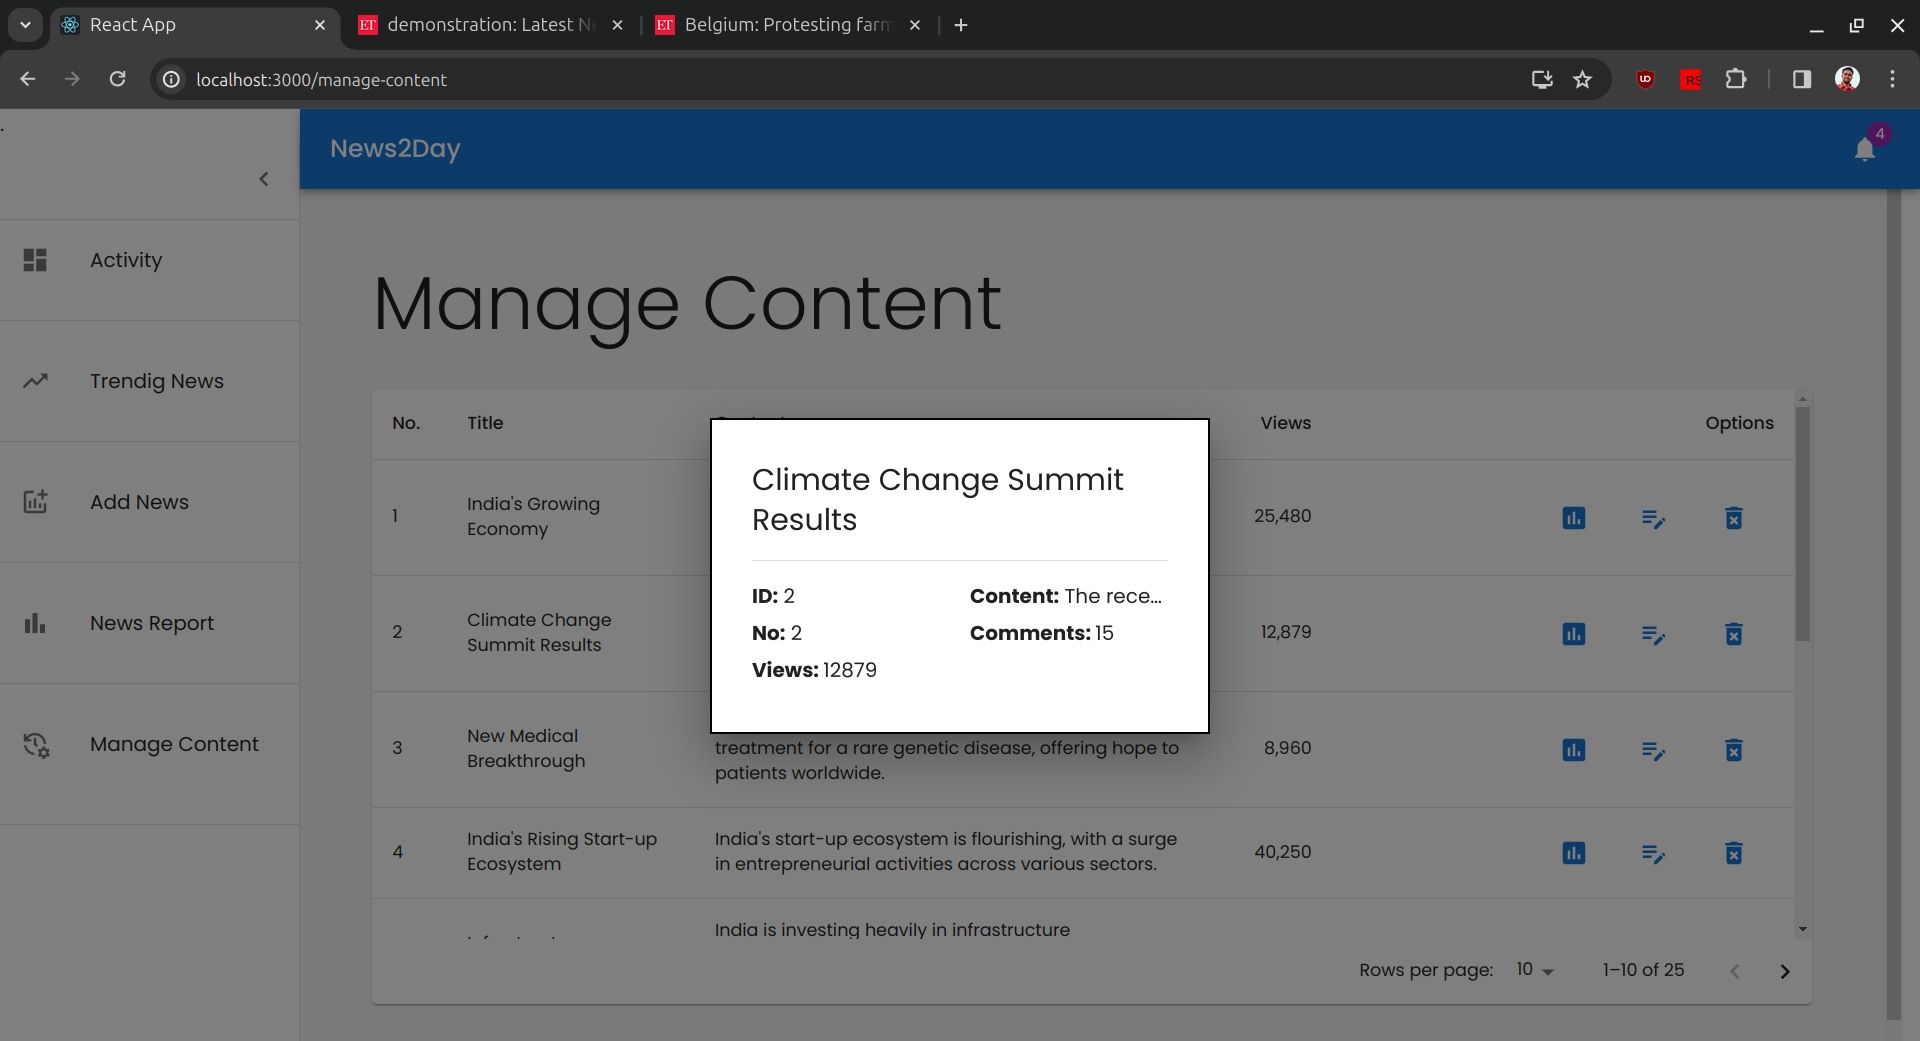 React App
demonstration: Latest Ne
Belgium: Protesting farm
localhost:3000/manage-content
UD
RS
.
News2Day
4
Activity
Trendig News
Add News
News Report
Manage Content
Manage Content
No.
Title
Views
Options
1
India's Growing
Economy
25,480
2
Climate Change
Summit Results
12,879
Climate Change Summit
Results
ID: 2
Content: The rece...
No: 2
Comments: 15
Views: 12879
3
New Medical
Breakthrough
treatment for a rare genetic disease, offering hope to
patients worldwide.
8,960
4
India's Rising Start-up
Ecosystem
India's start-up ecosystem is flourishing, with a surge
in entrepreneurial activities across various sectors.
40,250
India is investing heavily in infrastructure
Rows per page:
10
1–10 of 25